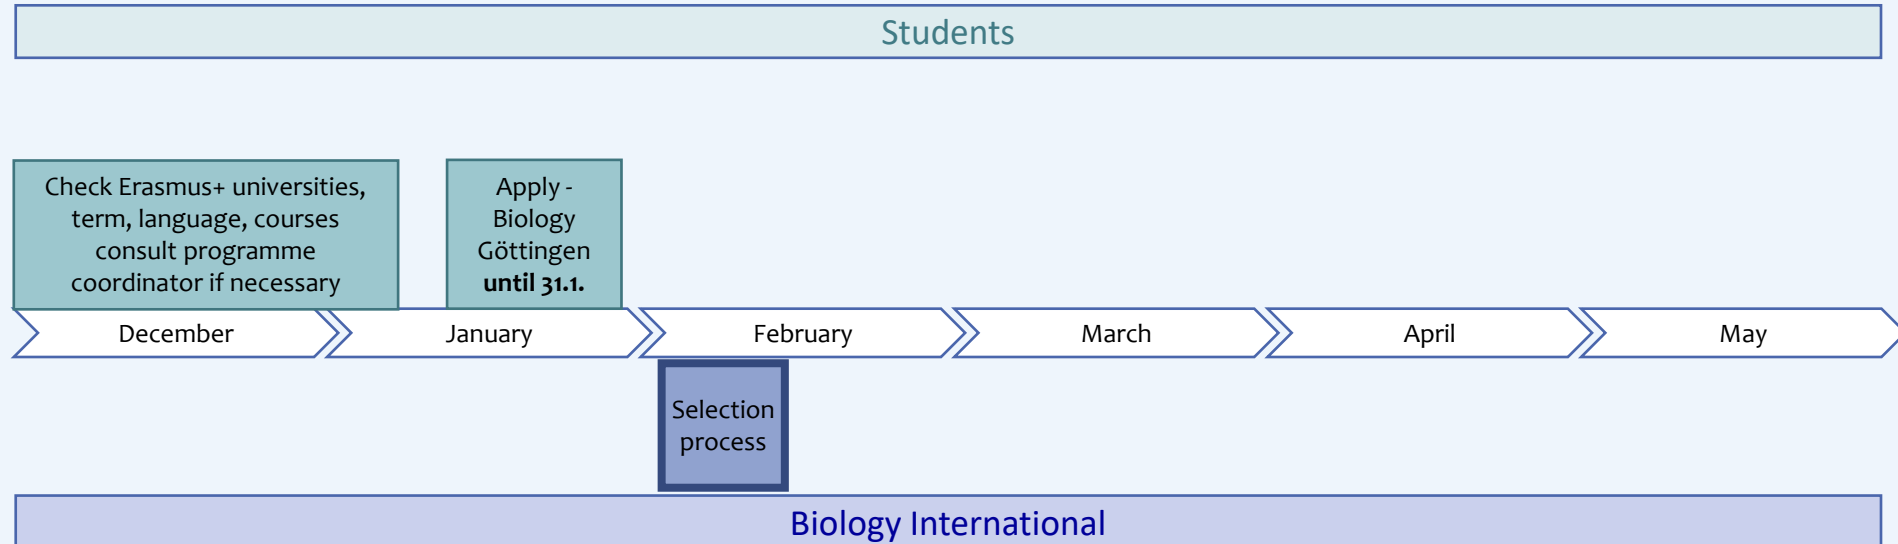 Students
Check Erasmus+ universities,
term, language, courses
consult programme
coordinator if necessary
Apply -
Biology
Göttingen
until 31.1.
December
January
February
March
April
May
Selection
process
Biology International